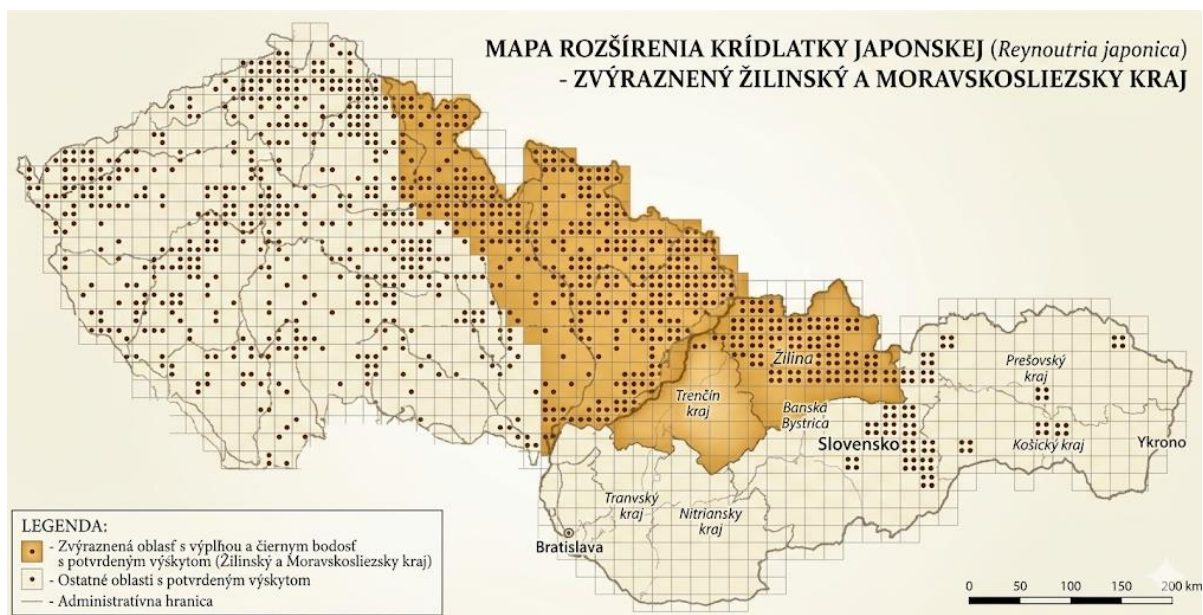 MAPA ROZŠÍRENIA KRÍDLATKY JAPONSKEJ (Reynoutria japonica)
- ZVÝRAZNENÝ ŽILINSKÝ A MORAVSKOSLIEZSKY KRAJ
Žilina
Prešovský
kraj
Trenčín
kraj
Banská
Bystrica
Slovensko
Košický kraj
Ykrono
Tranvský
kraj
Nitriansky
kraj
Bratislava
LEGENDA:
- Zvýraznená oblasť s výplňou a čiernym bodosť
s potvrdeným výskytom (Žilinský a Moravskosliezsky kraj)
- Ostatné oblasti s potvrdeným výskytom
- Administratívna hranica
0 50 100 150 200 km